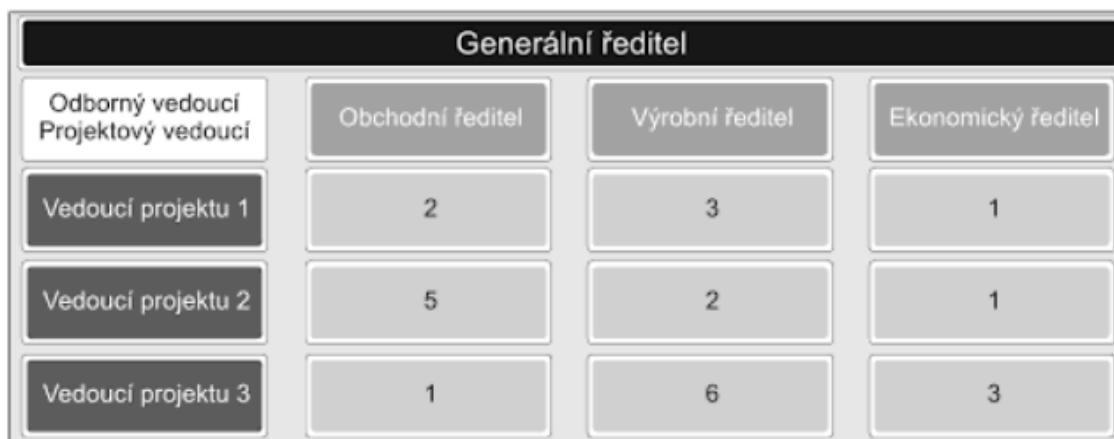 Generální ředitel
Odborný vedoucí
Projektový vedoucí
Obchodní ředitel
Výrobní ředitel
Ekonomický ředitel
Vedoucí projektu 1
2
3
1
Vedoucí projektu 2
5
2
1
Vedoucí projektu 3
1
6
3